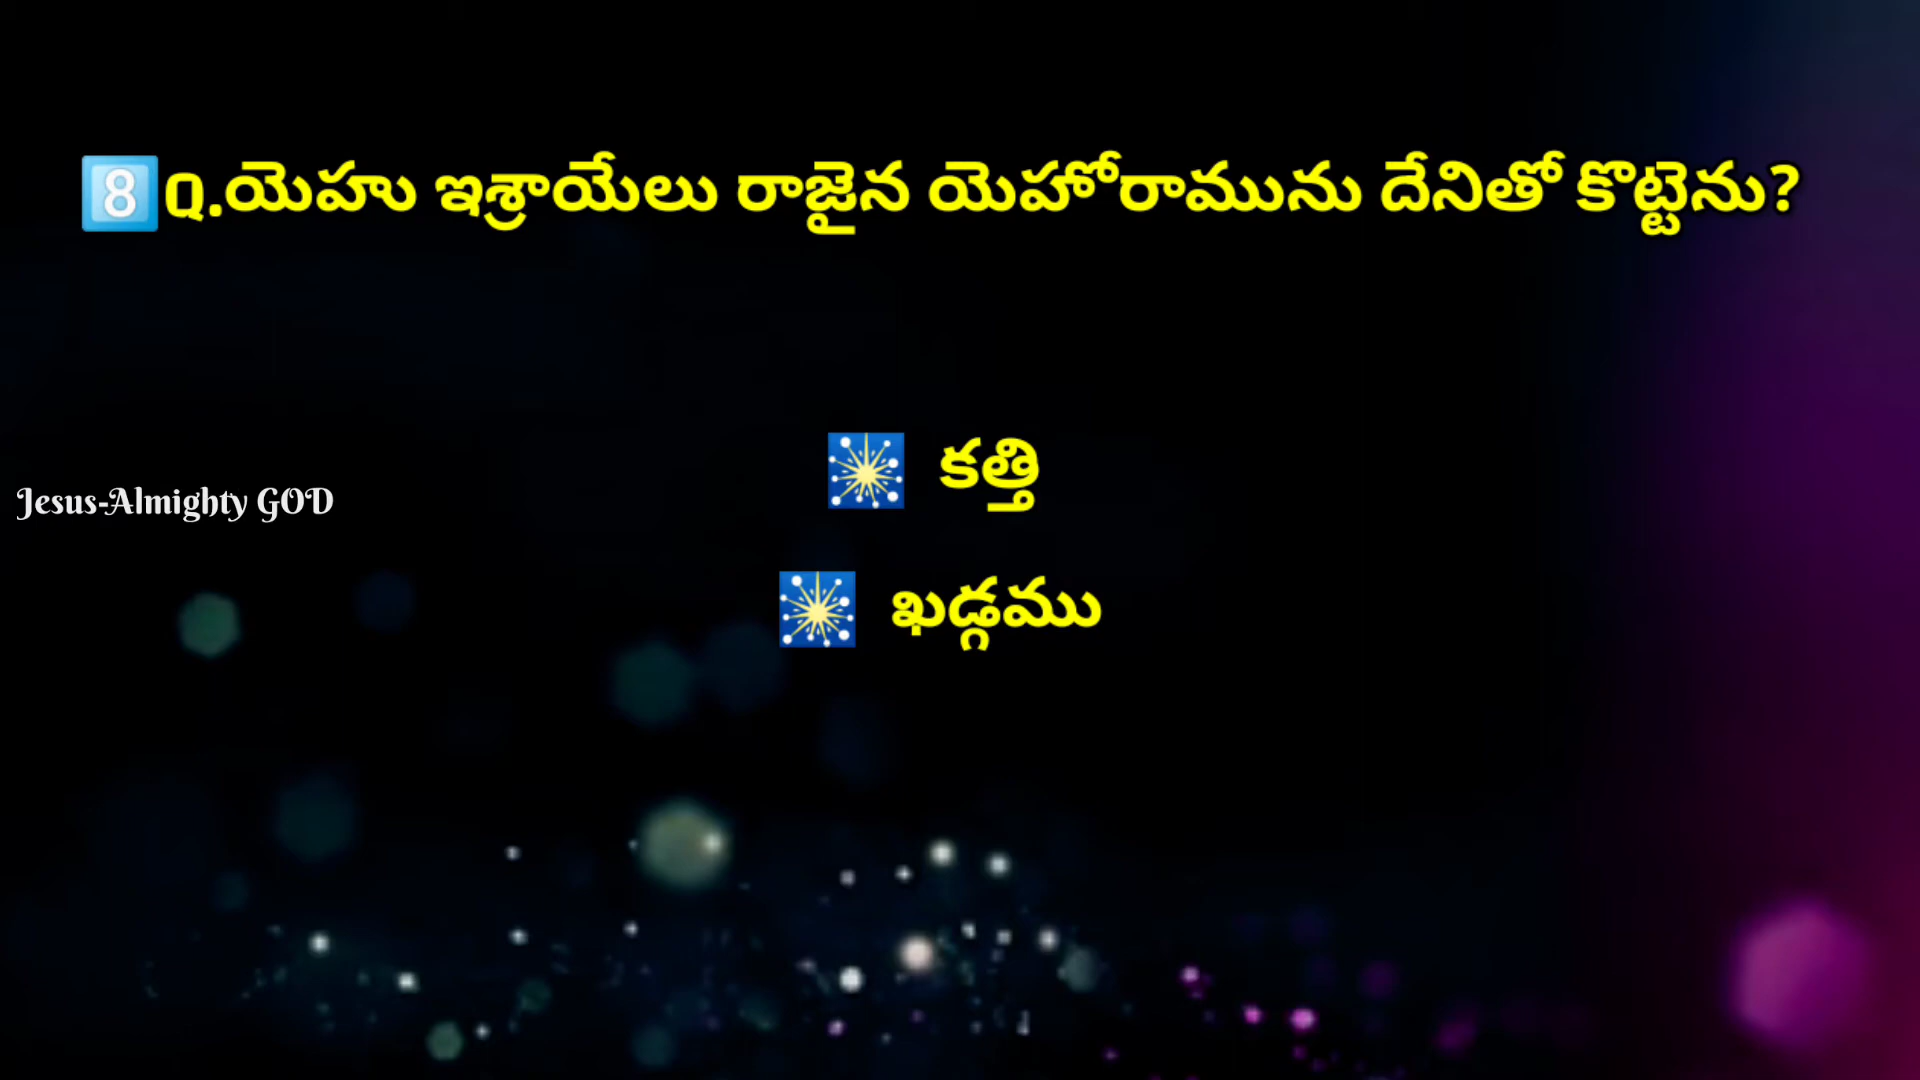 8️⃣Q.యెహు ఇశ్రాయేలు రాజైన యెహోరామును దేనితో కొట్టెను?
కత్తి
Jesus-Almighty GOD
ఖడ్గము